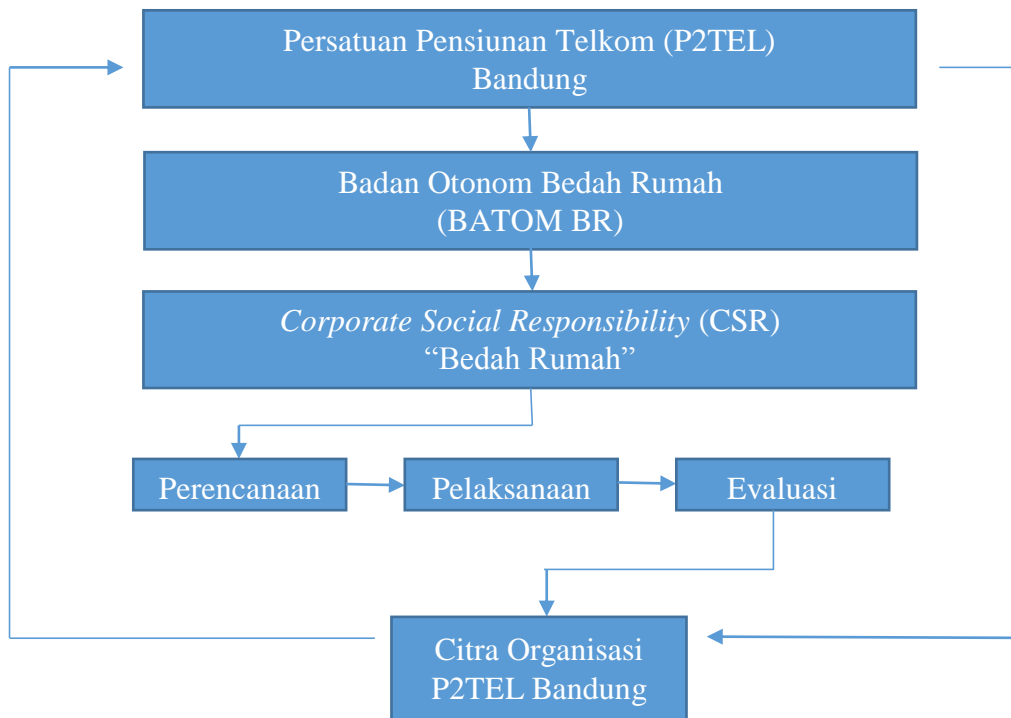 Persatuan Pensiunan Telkom (P2TEL)
Bandung
Badan Otonom Bedah Rumah
(BATOM BR)
Corporate Social Responsibility (CSR)
“Bedah Rumah”
Perencanaan
Pelaksanaan
Evaluasi
Citra Organisasi
P2TEL Bandung